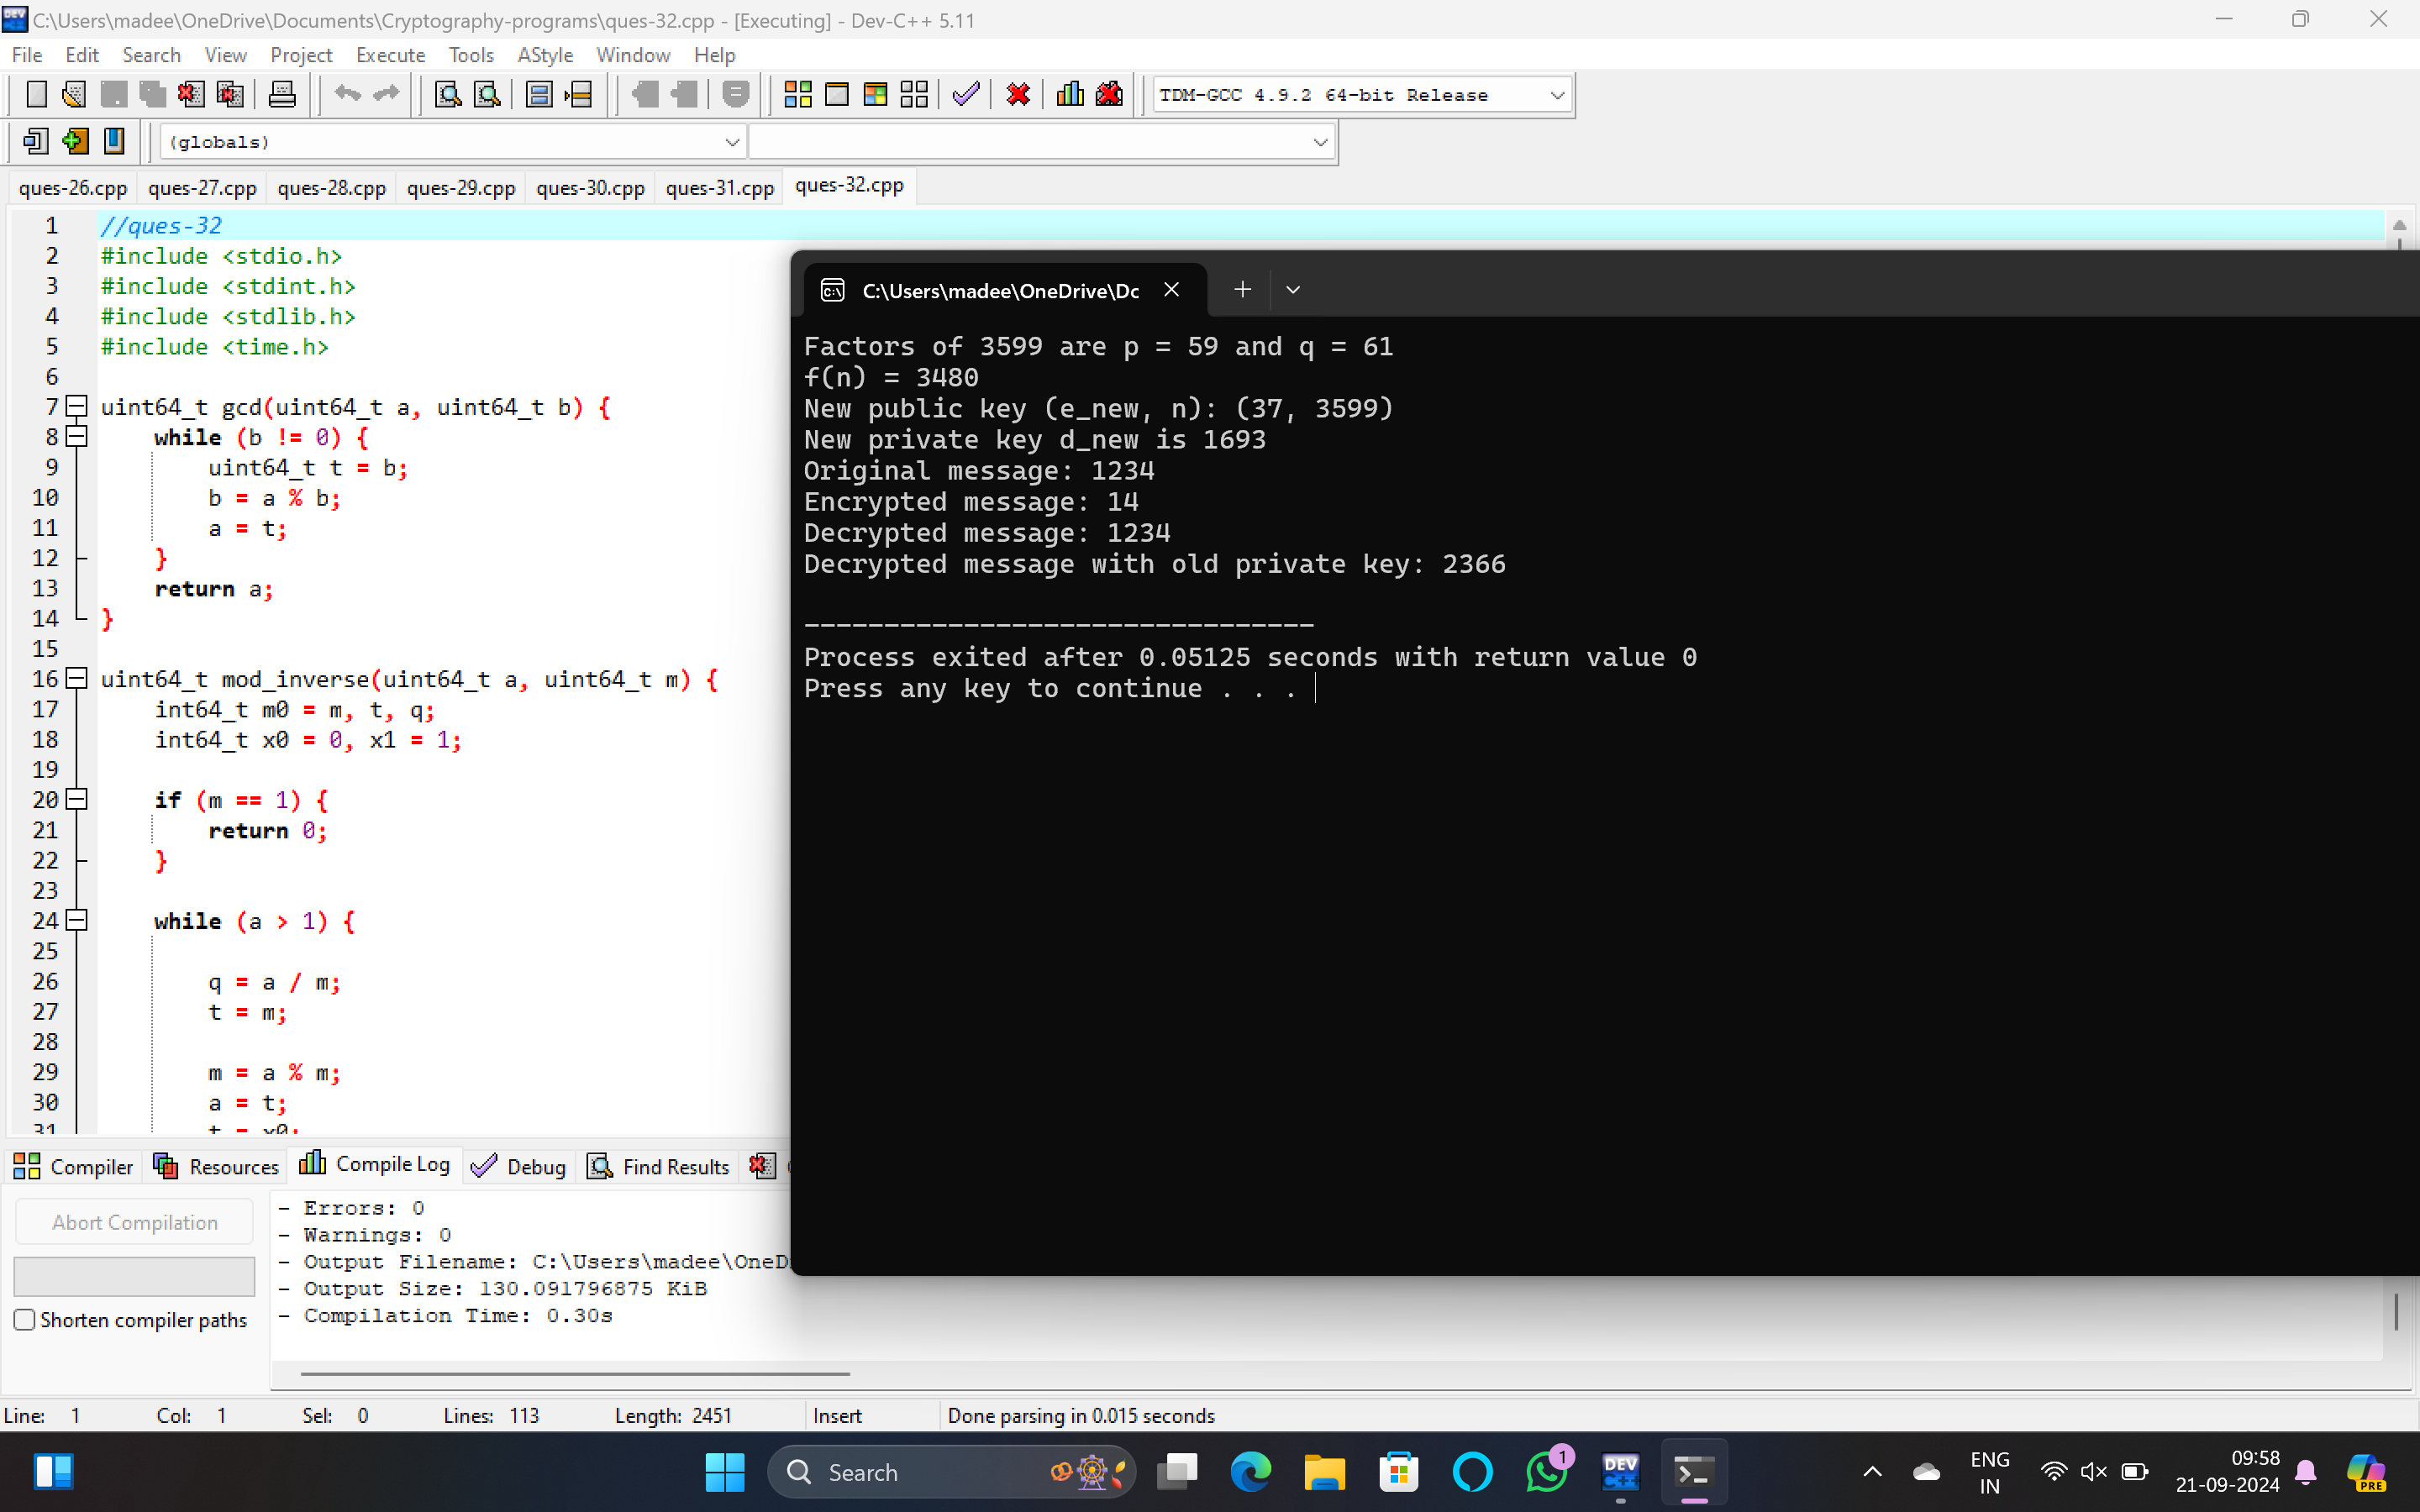 C:\Users\madee\OneDrive\Documents\Cryptography-programs\ques-32.cpp - [Executing] - Dev-C++ 5.11
File Edit Search View Project Execute Tools AStyle Window Help
TDM-GCC 4.9.2 64-bit Release
(globals)
ques-26.cpp ques-27.cpp ques-28.cpp ques-29.cpp ques-30.cpp ques-31.cpp ques-32.cpp
1 //ques-32
2 #include <stdio.h>
3 #include <stdint.h>
4 #include <stdlib.h>
5 #include <time.h>
6
7 uint64_t gcd(uint64_t a, uint64_t b) {
8 while (b != 0) {
9 uint64_t t = b;
10 b = a % b;
11 a = t;
12 }
13 return a;
14 }
15
16 uint64_t mod_inverse(uint64_t a, uint64_t m) {
17 int64_t m0 = m, t, q;
18 int64_t x0 = 0, x1 = 1;
19
20 if (m == 1) {
21 return 0;
22 }
23
24 while (a > 1) {
25
26 q = a / m;
27 t = m;
28
29 m = a % m;
30 a = t;
31 t = x0;
C:\Users\madee\OneDrive\Dc
Factors of 3599 are p = 59 and q = 61
f(n) = 3480
New public key (e_new, n): (37, 3599)
New private key d_new is 1693
Original message: 1234
Encrypted message: 14
Decrypted message: 1234
Decrypted message with old private key: 2366
--------------------------------
Process exited after 0.05125 seconds with return value 0
Press any key to continue . . .
Compiler Resources Compile Log Debug Find Results
Abort Compilation
Shorten compiler paths
- Errors: 0
- Warnings: 0
- Output Filename: C:\Users\madee\OneD
- Output Size: 130.091796875 KiB
- Compilation Time: 0.30s
Line: 1 Col: 1 Sel: 0 Lines: 113 Length: 2451 Insert Done parsing in 0.015 seconds
Search
1
DEV
C++
ENG
IN
09:58
21-09-2024
PRE